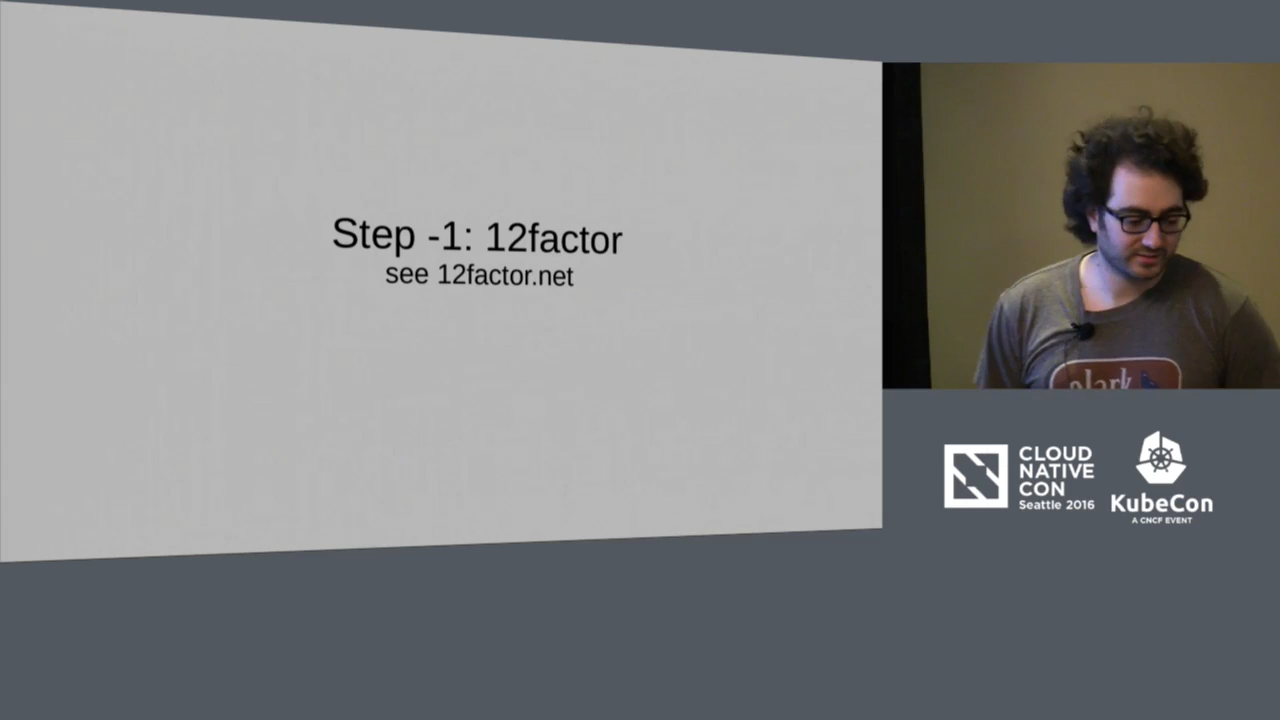 Step -1: 12factor
see 12factor.net
CLOUD
NATIVE
CON
Seattle 2016
KubeCon
A CNCF EVENT